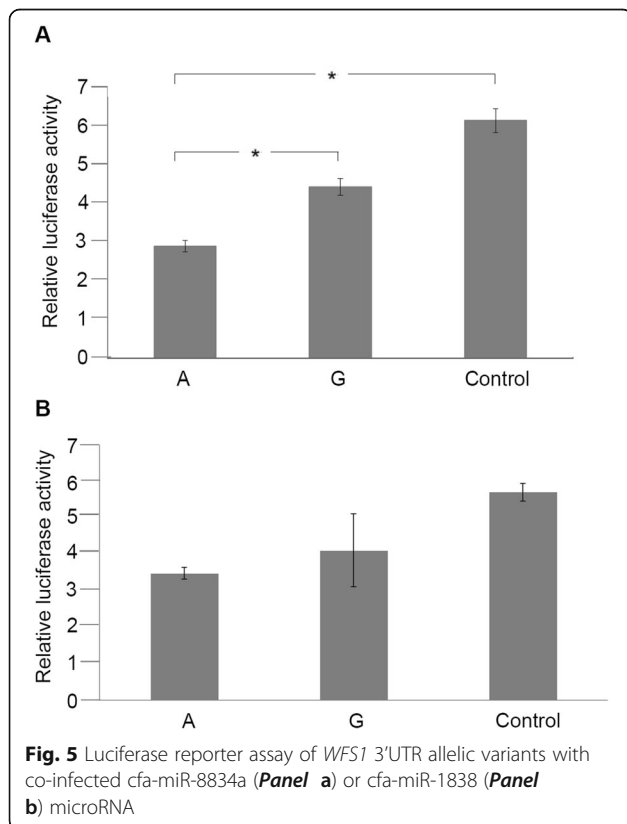 A
7
6
5
4
3
2
1
0
Relative luciferase activity
*
*
A G Control
B
7
6
5
4
3
2
1
0
Relative luciferase activity
A G Control
Fig. 5 Luciferase reporter assay of WFS1 3'UTR allelic variants with
co-infected cfa-miR-8834a (Panel a) or cfa-miR-1838 (Panel
b) microRNA